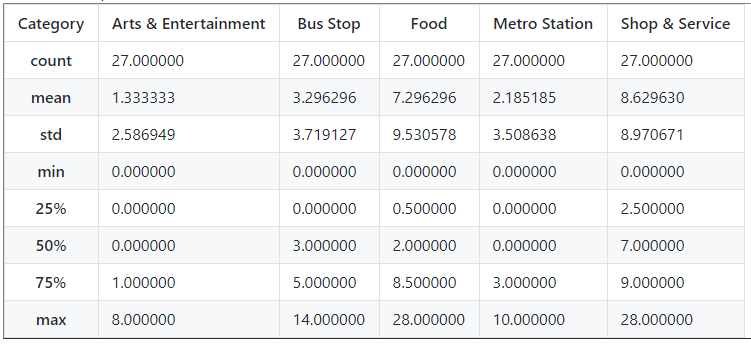 Category Arts & Entertainment Bus Stop Food Metro Station Shop & Service
count 27.000000 27.000000 27.000000 27.000000 27.000000
mean 1.333333 3.296296 7.296296 2.185185 8.629630
std 2.586949 3.719127 9.530578 3.508638 8.970671
min 0.000000 0.000000 0.000000 0.000000 0.000000
25% 0.000000 0.000000 0.500000 0.000000 2.500000
50% 0.000000 3.000000 2.000000 0.000000 7.000000
75% 1.000000 5.000000 8.500000 3.000000 9.000000
max 8.000000 14.000000 28.000000 10.000000 28.000000